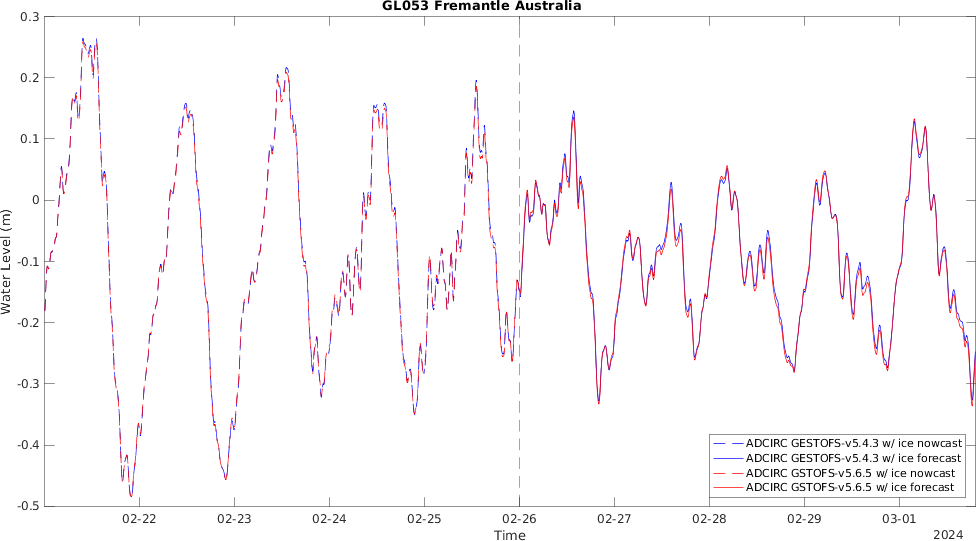 GL053 Fremantle Australia
0.3
0.2
0.1
0
-0.1
-0.2
-0.3
-0.4
-0.5
Water Level (m)
ADCIRC GESTOFS-v5.4.3 w/ ice nowcast
ADCIRC GESTOFS-v5.4.3 w/ ice forecast
ADCIRC GSTOFS-v5.6.5 w/ ice nowcast
ADCIRC GSTOFS-v5.6.5 w/ ice forecast
02-22 02-23 02-24 02-25 02-26 02-27 02-28 02-29 03-01
Time
2024